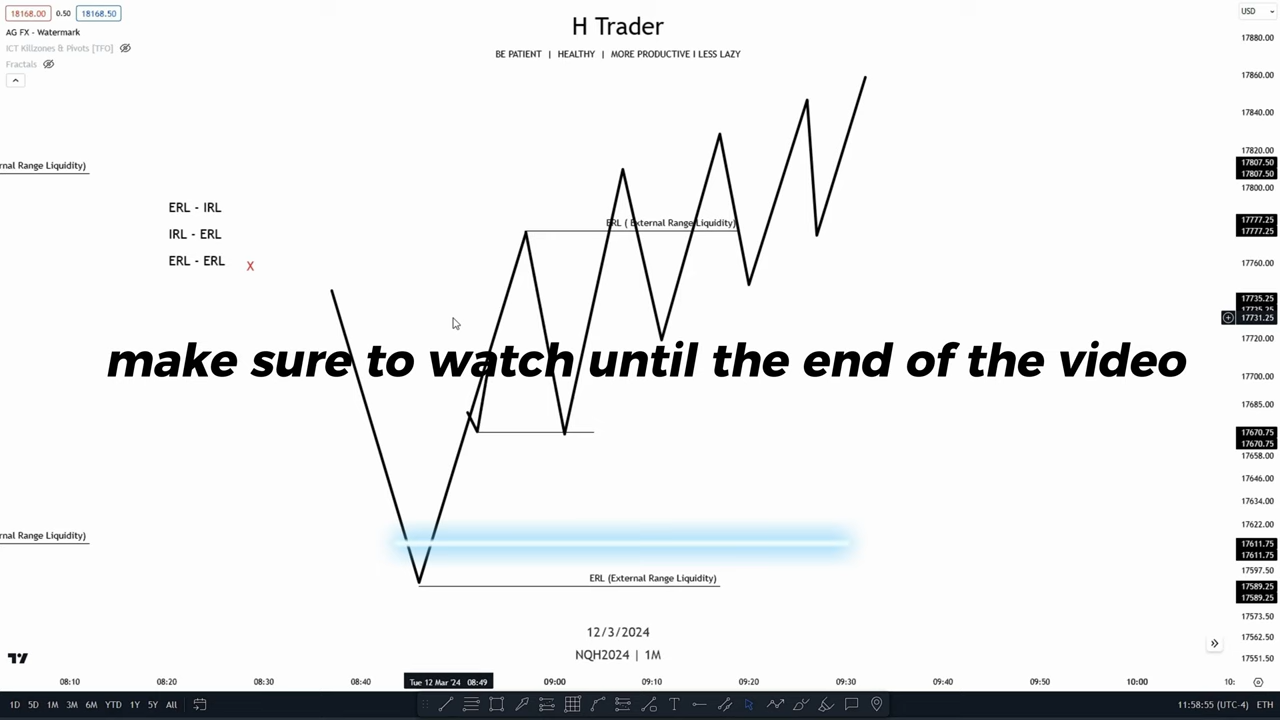 18168.00 0.50 18168.50
AG FX - Watermark
ICT Killzones & Pivots [TFO]
Fractals
H Trader
BE PATIENT | HEALTHY | MORE PRODUCTIVE I LESS LAZY
USD
17880.00
17860.00
17840.00
17820.00
17807.50
17807.50
17800.00
17777.25
17777.25
17760.00
17735.25
17735.25
17731.25
17720.00
17700.00
17685.00
17670.75
17670.75
17658.00
17646.00
17634.00
17622.00
17611.75
17611.75
17597.50
17589.25
17589.25
17573.50
17562.50
17551.50
rnal Range Liquidity)
ERL - IRL
IRL - ERL
ERL - ERL X
ERL ( External Range Liquidity)
make sure to watch until the end of the video
rnal Range Liquidity)
ERL (External Range Liquidity)
12/3/2024
NQH2024 | 1M
08:10 08:20 08:30 08:40 Tue 12 Mar '24 08:49 09:00 09:10 09:20 09:30 09:40 09:50 10:00 10:
1D 5D 1M 3M 6M YTD 1Y 5Y All 11:58:55 (UTC-4) ETH